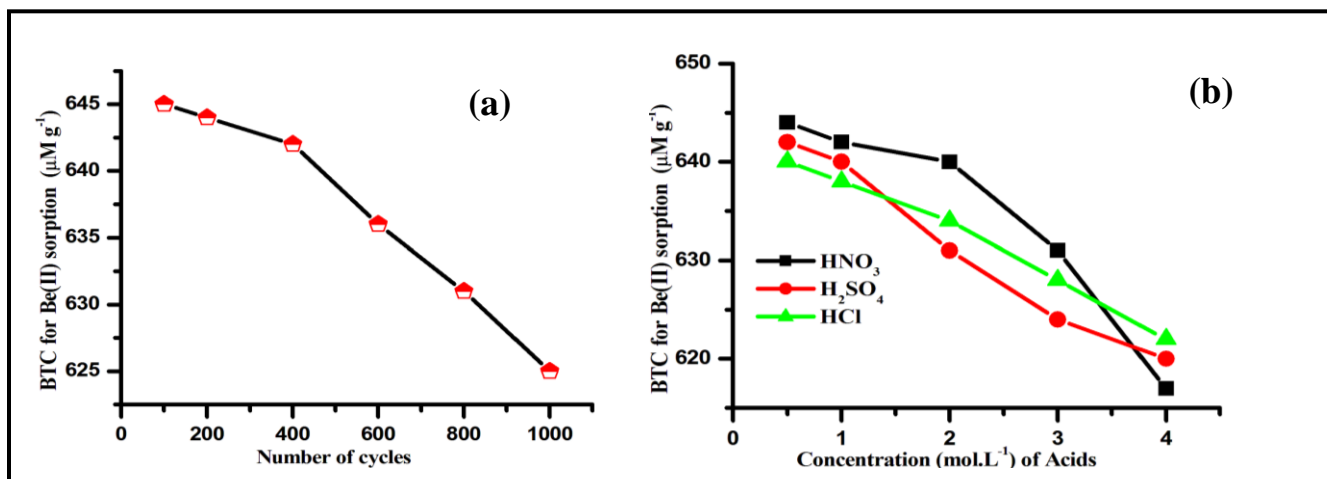 (a)
BTC for Be(II) sorption (µM g⁻¹)
645
640
635
630
625
0 200 400 600 800 1000
Number of cycles
(b)
BTC for Be(II) sorption (µM g⁻¹)
650
640
630
620
HNO₃
H₂SO₄
HCl
0 1 2 3 4
Concentration (mol.L⁻¹) of Acids